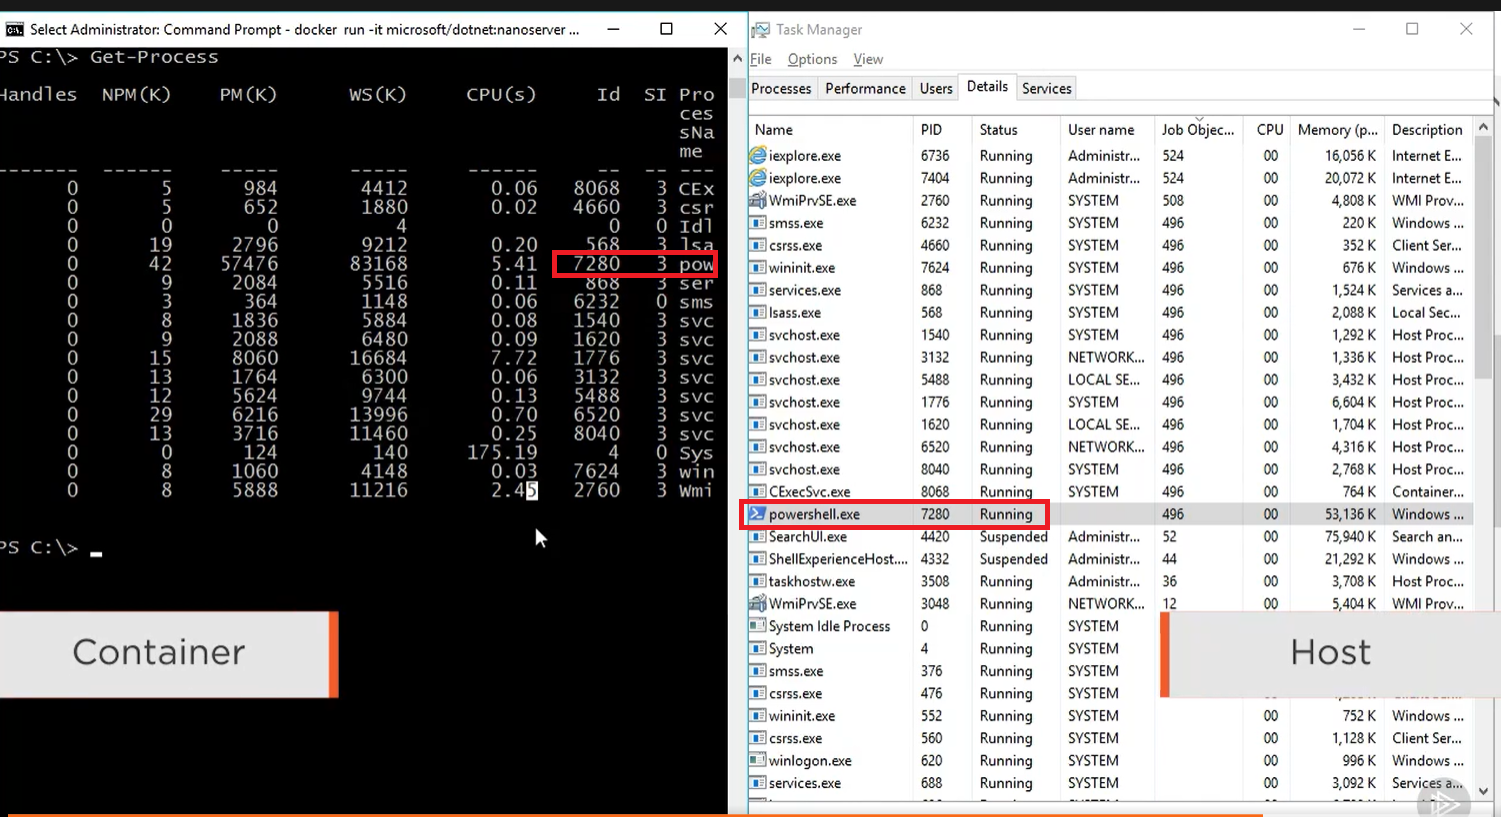 Select Administrator: Command Prompt - docker run -it microsoft/dotnet:nanoserver ...
PS C:\> Get-Process
Handles NPM(K) PM(K) WS(K) CPU(s) Id SI Pro
ces
sNa
me
------- ------ ----- ----- ------ -- -- ---
0 5 984 4412 0.06 8068 3 CEx
0 5 652 1880 0.02 4660 3 csr
0 0 0 4 0 0 Idl
0 19 2796 9212 0.20 568 3 lsa
0 42 57476 83168 5.41 7280 3 pow
0 9 2084 5516 0.11 868 3 ser
0 3 364 1148 0.06 6232 0 sms
0 8 1836 5884 0.08 1540 3 svc
0 9 2088 6480 0.09 1620 3 svc
0 15 8060 16684 7.72 1776 3 svc
0 13 1764 6300 0.06 3132 3 svc
0 12 5624 9744 0.13 5488 3 svc
0 29 6216 13996 0.70 6520 3 svc
0 13 3716 11460 0.25 8040 3 svc
0 0 124 140 175.19 4 0 Sys
0 8 1060 4148 0.03 7624 3 win
0 8 5888 11216 2.45 2760 3 Wmi
PS C:\> _
Container
Task Manager
File Options View
Processes Performance Users Details Services
Name PID Status User name Job Objec... CPU Memory (p... Description
iexplore.exe 6736 Running Administr... 524 00 16,056 K Internet E...
iexplore.exe 7404 Running Administr... 524 00 20,072 K Internet E...
WmiPrvSE.exe 2760 Running SYSTEM 508 00 4,808 K WMI Prov...
smss.exe 6232 Running SYSTEM 496 00 220 K Windows ...
csrss.exe 4660 Running SYSTEM 496 00 352 K Client Ser...
wininit.exe 7624 Running SYSTEM 496 00 676 K Windows ...
services.exe 868 Running SYSTEM 496 00 1,524 K Services a...
lsass.exe 568 Running SYSTEM 496 00 2,088 K Local Sec...
svchost.exe 1540 Running SYSTEM 496 00 1,292 K Host Proc...
svchost.exe 3132 Running NETWORK... 496 00 1,336 K Host Proc...
svchost.exe 5488 Running LOCAL SE... 496 00 3,432 K Host Proc...
svchost.exe 1776 Running SYSTEM 496 00 6,604 K Host Proc...
svchost.exe 1620 Running LOCAL SE... 496 00 1,704 K Host Proc...
svchost.exe 6520 Running NETWORK... 496 00 4,316 K Host Proc...
svchost.exe 8040 Running SYSTEM 496 00 2,768 K Host Proc...
CExecSvc.exe 8068 Running SYSTEM 496 00 764 K Container...
powershell.exe 7280 Running 496 00 53,136 K Windows ...
SearchUI.exe 4420 Suspended Administr... 52 00 75,940 K Search an...
ShellExperienceHost.... 4332 Suspended Administr... 44 00 21,292 K Windows ...
taskhostw.exe 3508 Running Administr... 36 00 3,708 K Host Proc...
WmiPrvSE.exe 3048 Running NETWORK... 12 00 5,404 K WMI Prov...
System Idle Process 0 Running SYSTEM
System 4 Running SYSTEM
smss.exe 376 Running SYSTEM
csrss.exe 476 Running SYSTEM
wininit.exe 552 Running SYSTEM 00 752 K Windows ...
csrss.exe 560 Running SYSTEM 00 1,128 K Client Ser...
winlogon.exe 620 Running SYSTEM 00 996 K Windows ...
services.exe 688 Running SYSTEM 00 3,092 K Services a...
Host